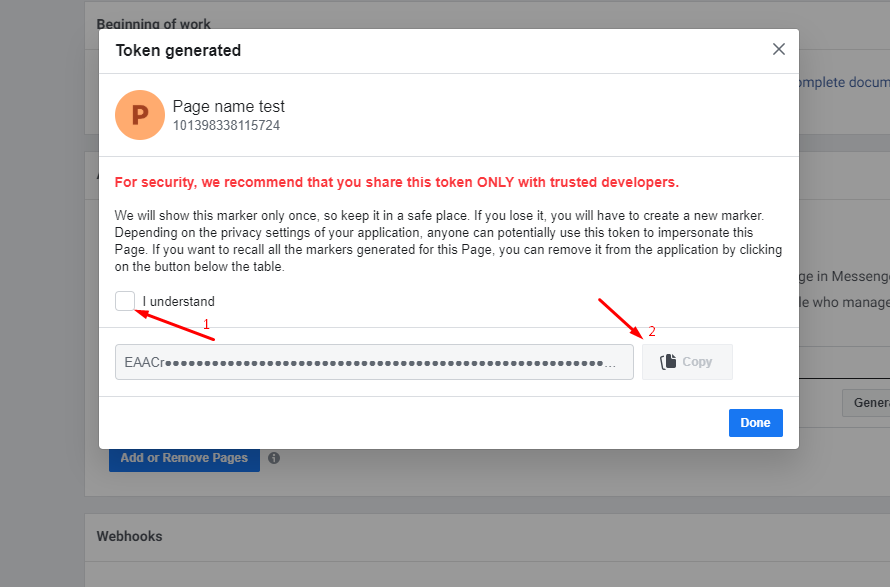 Beginning of work
Token generated
P
Page name test
101398338115724
omplete docum
For security, we recommend that you share this token ONLY with trusted developers.
We will show this marker only once, so keep it in a safe place. If you lose it, you will have to create a new marker.
Depending on the privacy settings of your application, anyone can potentially use this token to impersonate this
Page. If you want to recall all the markers generated for this Page, you can remove it from the application by clicking
on the button below the table.
ge in Messeng
I understand
le who manage
1
2
EAACr●●●●●●●●●●●●●●●●●●●●●●●●●●●●●●●●●●●●●●●●●●●●●●●●●●●●●●●●...
Copy
Genera
Done
Add or Remove Pages
Webhooks